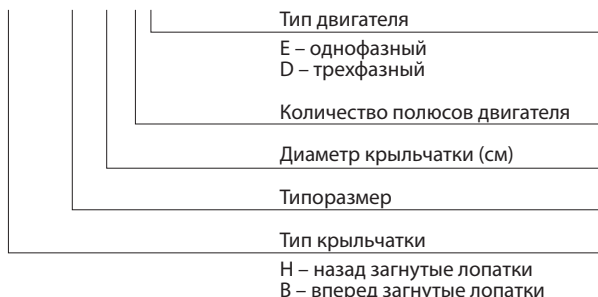 Тип двигателя
E – однофазный
D – трехфазный
Количество полюсов двигателя
Диаметр крыльчатки (см)
Типоразмер
Тип крыльчатки
H – назад загнутые лопатки
B – вперед загнутые лопатки